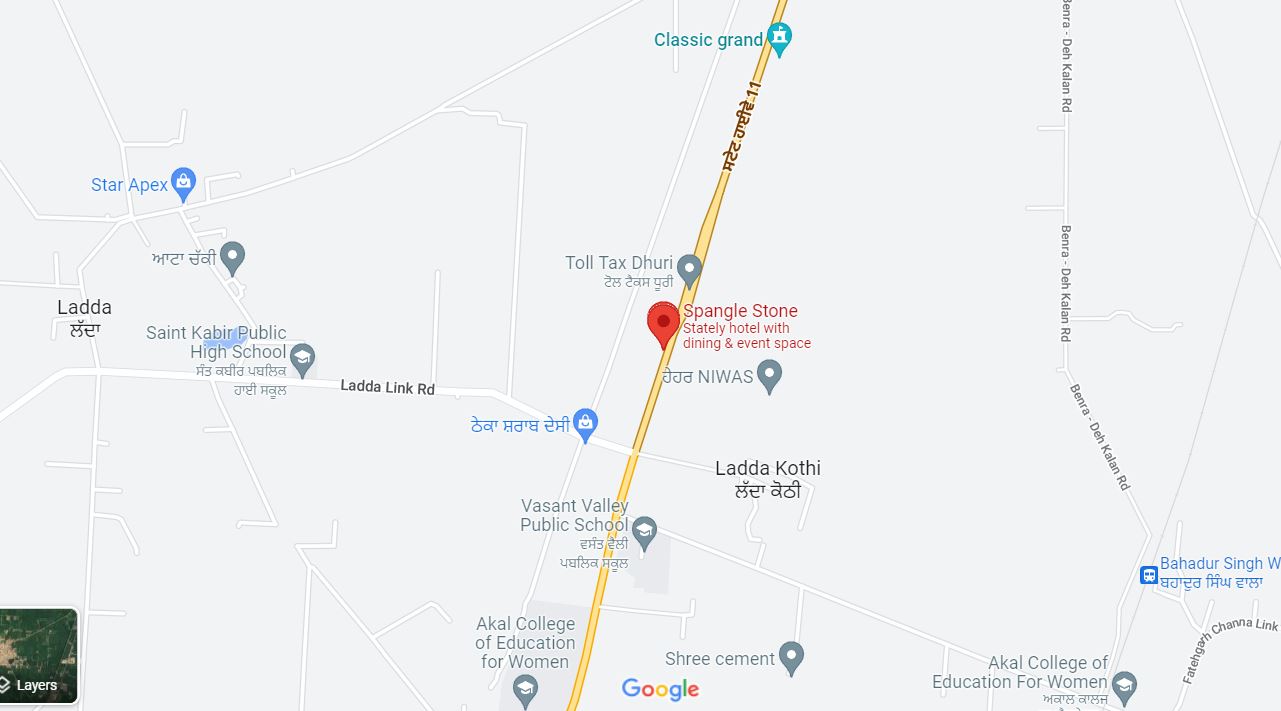 Classic grand
Benra - Deh Kalan Rd
ਸਟੇਟ ਹਾਈਵੇ 11
Star Apex
ਆਟਾ ਚੱਕੀ
Benra - Deh Kalan Rd
Toll Tax Dhuri
ਟੋਲ ਟੈਕਸ ਧੂਰੀ
Ladda
ਲੱਦਾ
Spangle Stone
Stately hotel with
dining & event space
Saint Kabir Public
High School
ਸੰਤ ਕਬੀਰ ਪਬਲਿਕ
ਹਾਈ ਸਕੂਲ
ਹੇਹਰ NIWAS
Ladda Link Rd
Benra - Deh Kalan Rd
ਠੇਕਾ ਸ਼ਰਾਬ ਦੇਸੀ
Ladda Kothi
ਲੱਦਾ ਕੋਠੀ
Vasant Valley
Public School
ਵਸੰਤ ਵੈਲੀ
ਪਬਲਿਕ ਸਕੂਲ
Bahadur Singh W
ਬਹਾਦੁਰ ਸਿੰਘ ਵਾਲਾ
Akal College
of Education
for Women
Fatehgarh Channa Link
Shree cement
Akal College of
Education For Women
ਅਕਾਲ ਕਾਲਜ
Layers
Google